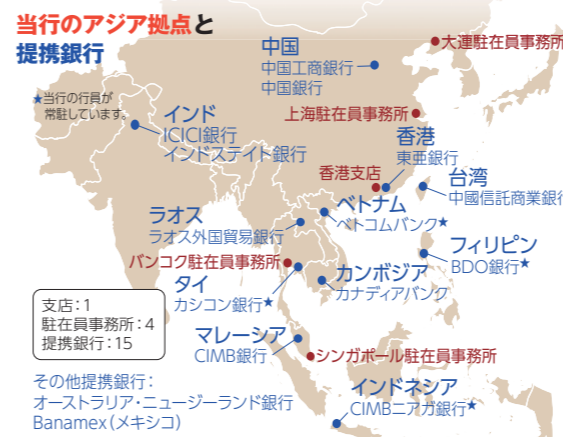 当行のアジア拠点と
提携銀行
★当行の行員が
常駐しています。
中国
中国工商銀行
中国銀行
大連駐在員事務所
上海駐在員事務所
インド
ICICI銀行
インドステイト銀行
香港
東亜銀行
香港支店
台湾
中國信託商業銀行
ベトナム
ベトコムバンク★
ラオス
ラオス外国貿易銀行
フィリピン
BDO銀行★
バンコク駐在員事務所
タイ
カシコン銀行★
カンボジア
カナディアバンク
支店：1
駐在員事務所：4
提携銀行：15
マレーシア
CIMB銀行
シンガポール駐在員事務所
インドネシア
CIMBニアガ銀行★
その他提携銀行：
オーストラリア・ニュージーランド銀行
Banamex（メキシコ）